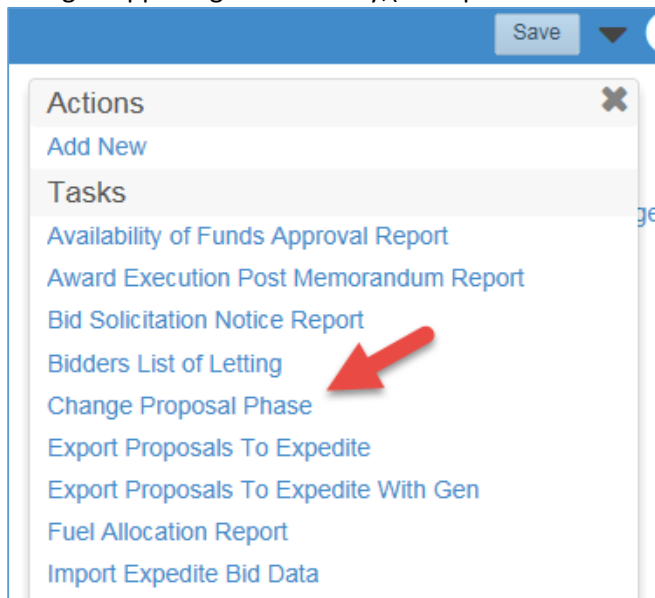 Save
Actions
Add New
Tasks
Availability of Funds Approval Report
Award Execution Post Memorandum Report
Bid Solicitation Notice Report
Bidders List of Letting
Change Proposal Phase
Export Proposals To Expedite
Export Proposals To Expedite With Gen
Fuel Allocation Report
Import Expedite Bid Data